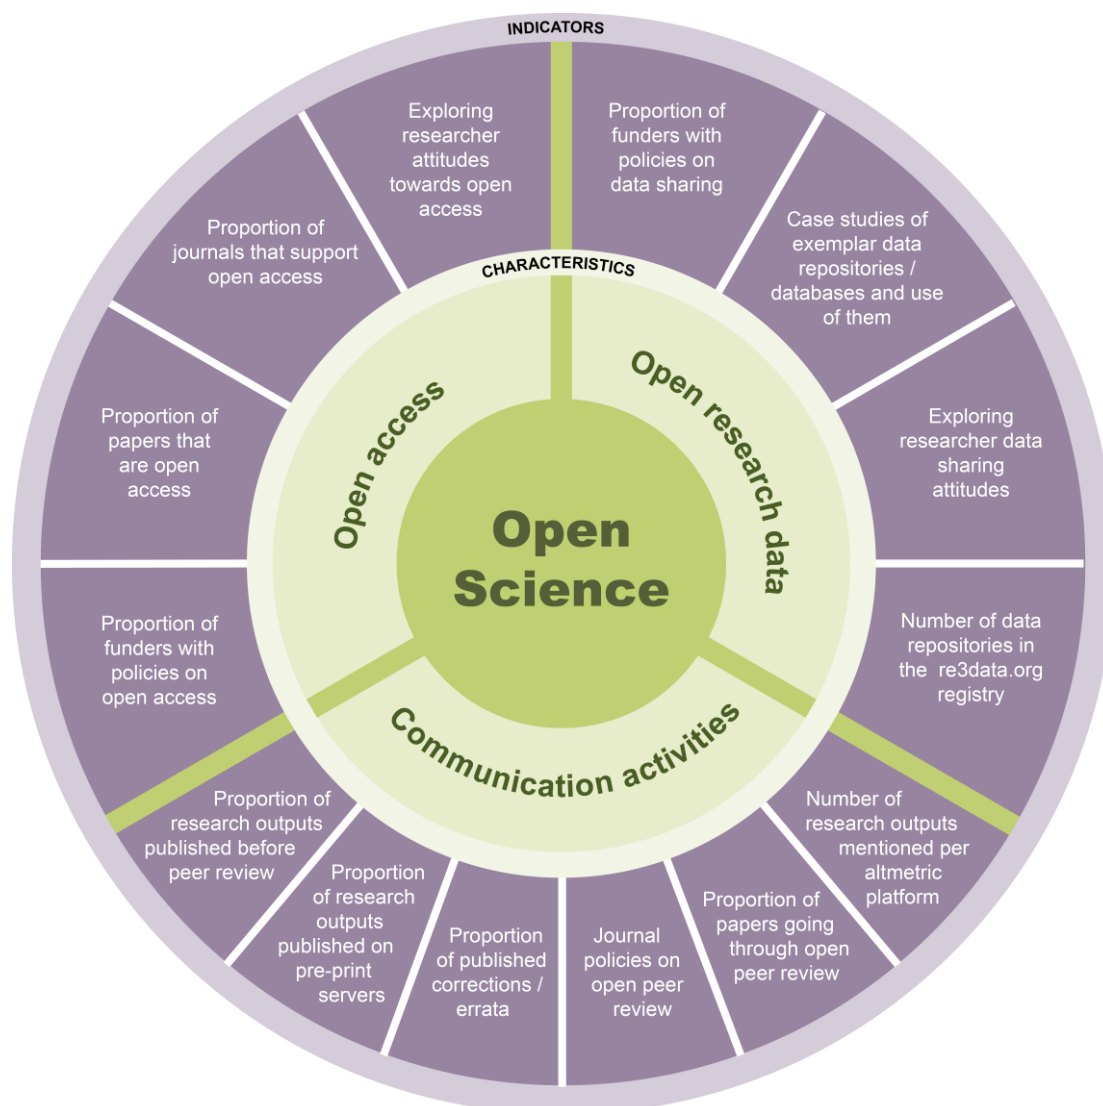 INDICATORS
Exploring
researcher
attitudes
towards open
access
Proportion of
funders with
policies on
data sharing
Proportion of
journals that support
open access
Case studies of
exemplar data
repositories /
databases and use
of them
CHARACTERISTICS
Open access
Open research data
Proportion of
papers that
are open
access
Exploring
researcher data
sharing
attitudes
Open
Science
Proportion of
funders with
policies on
open access
Number of data
repositories in
the re3data.org
registry
Communication activities
Proportion of
research outputs
published before
peer review
Proportion
of research
outputs
published on
pre-print
servers
Proportion
of published
corrections /
errata
Journal
policies on
open peer
review
Proportion of
papers going
through open
peer review
Number of
research outputs
mentioned per
altmetric
platform